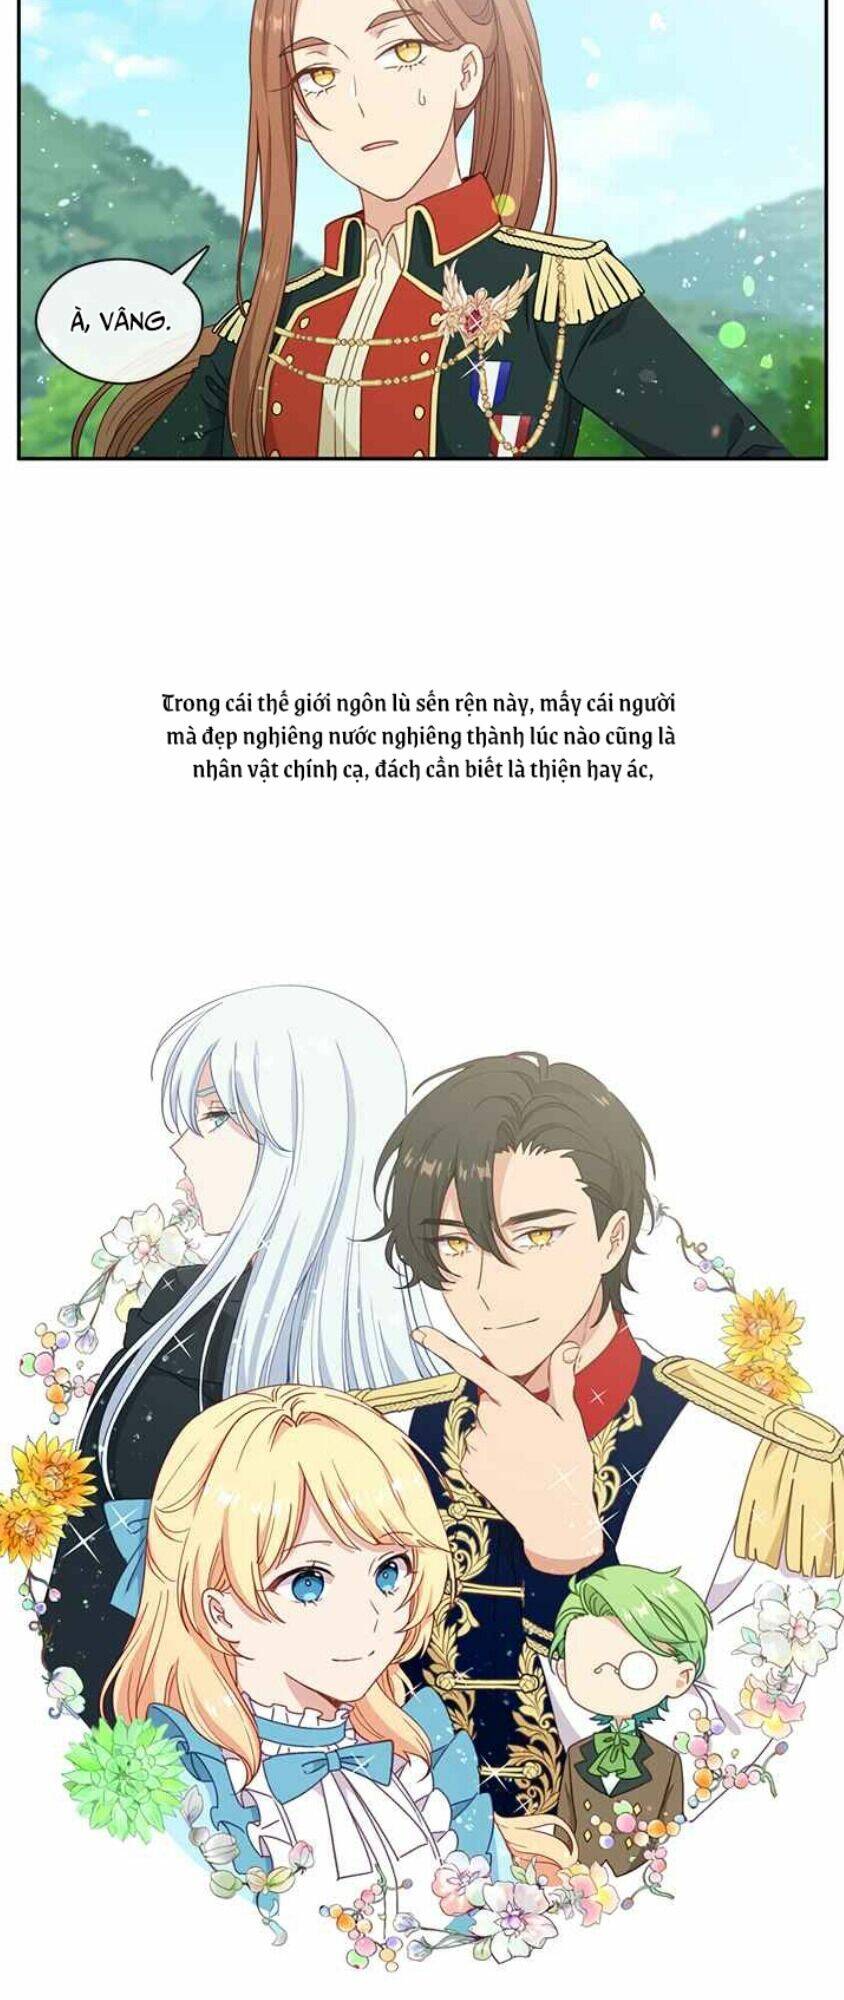 À, VÂNG.
Trong cái thế giới ngôn lù sến rện này, mấy cái người
mà đẹp nghiêng nước nghiêng thành lúc nào cũng là
nhân vật chính cạ, đách cần biết là thiện hay ác,